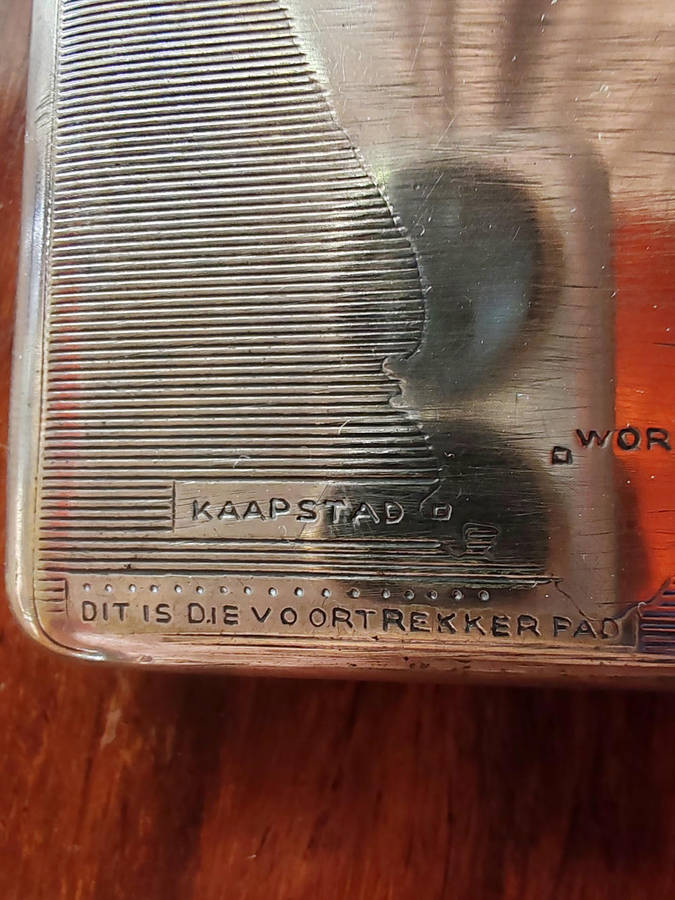 WOR
KAAPSTAD
DIT IS DIE VOORTREKKER PAD